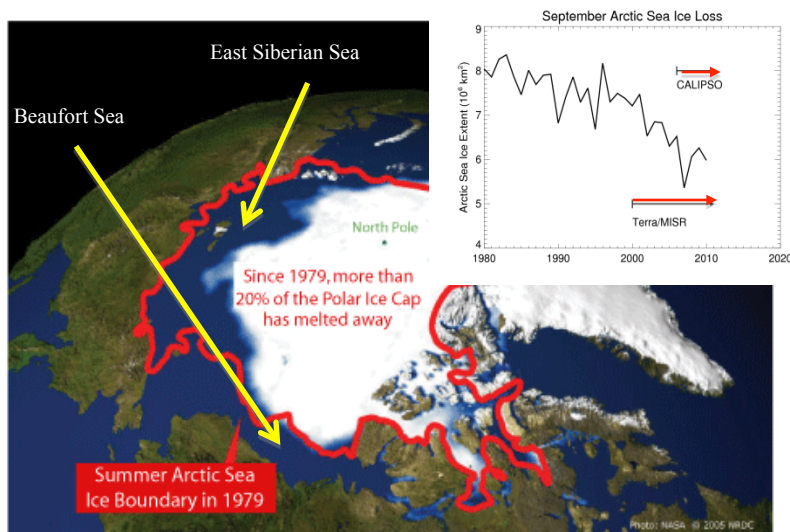 East Siberian Sea
Beaufort Sea
North Pole
Since 1979, more than
20% of the Polar Ice Cap
has melted away
Summer Arctic Sea
Ice Boundary in 1979
Photo: NASA © 2005 NRDC
September Arctic Sea Ice Loss
Arctic Sea Ice Extent (10⁶ km²)
9
8
7
6
5
4
CALIPSO
Terra/MISR
1980
1990
2000
2010
2020